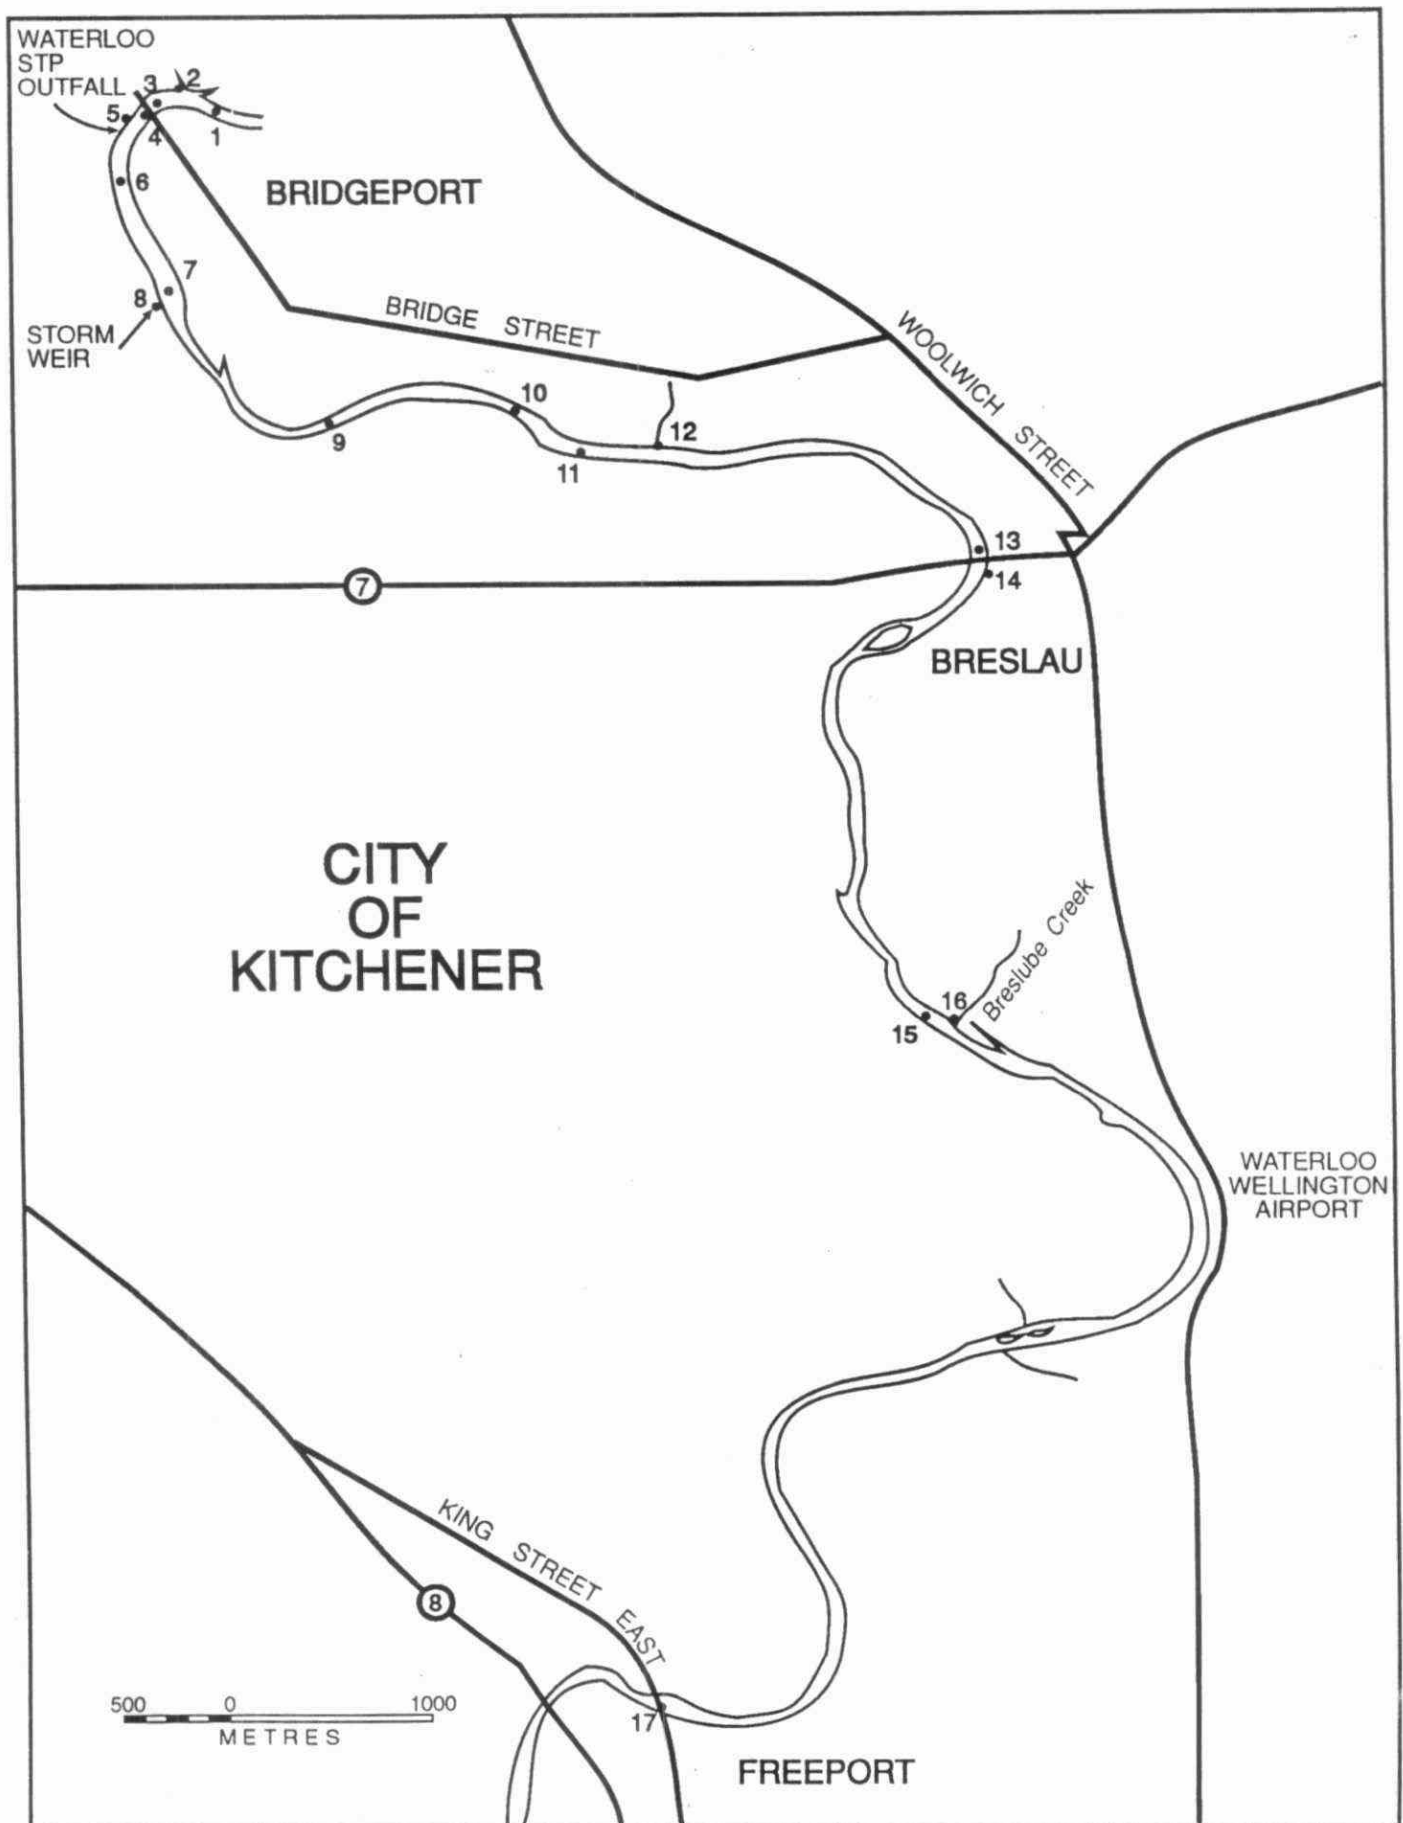 WATERLOO
STP
OUTFALL
3
2
5
4
1
6
BRIDGEPORT
7
8
STORM
WEIR
BRIDGE STREET
WOOLWICH STREET
10
9
12
11
13
7
14
BRESLAU
CITY
OF
KITCHENER
Breslube Creek
16
15
WATERLOO
WELLINGTON
AIRPORT
KING STREET EAST
8
500 0 1000
METRES
17
FREEPORT